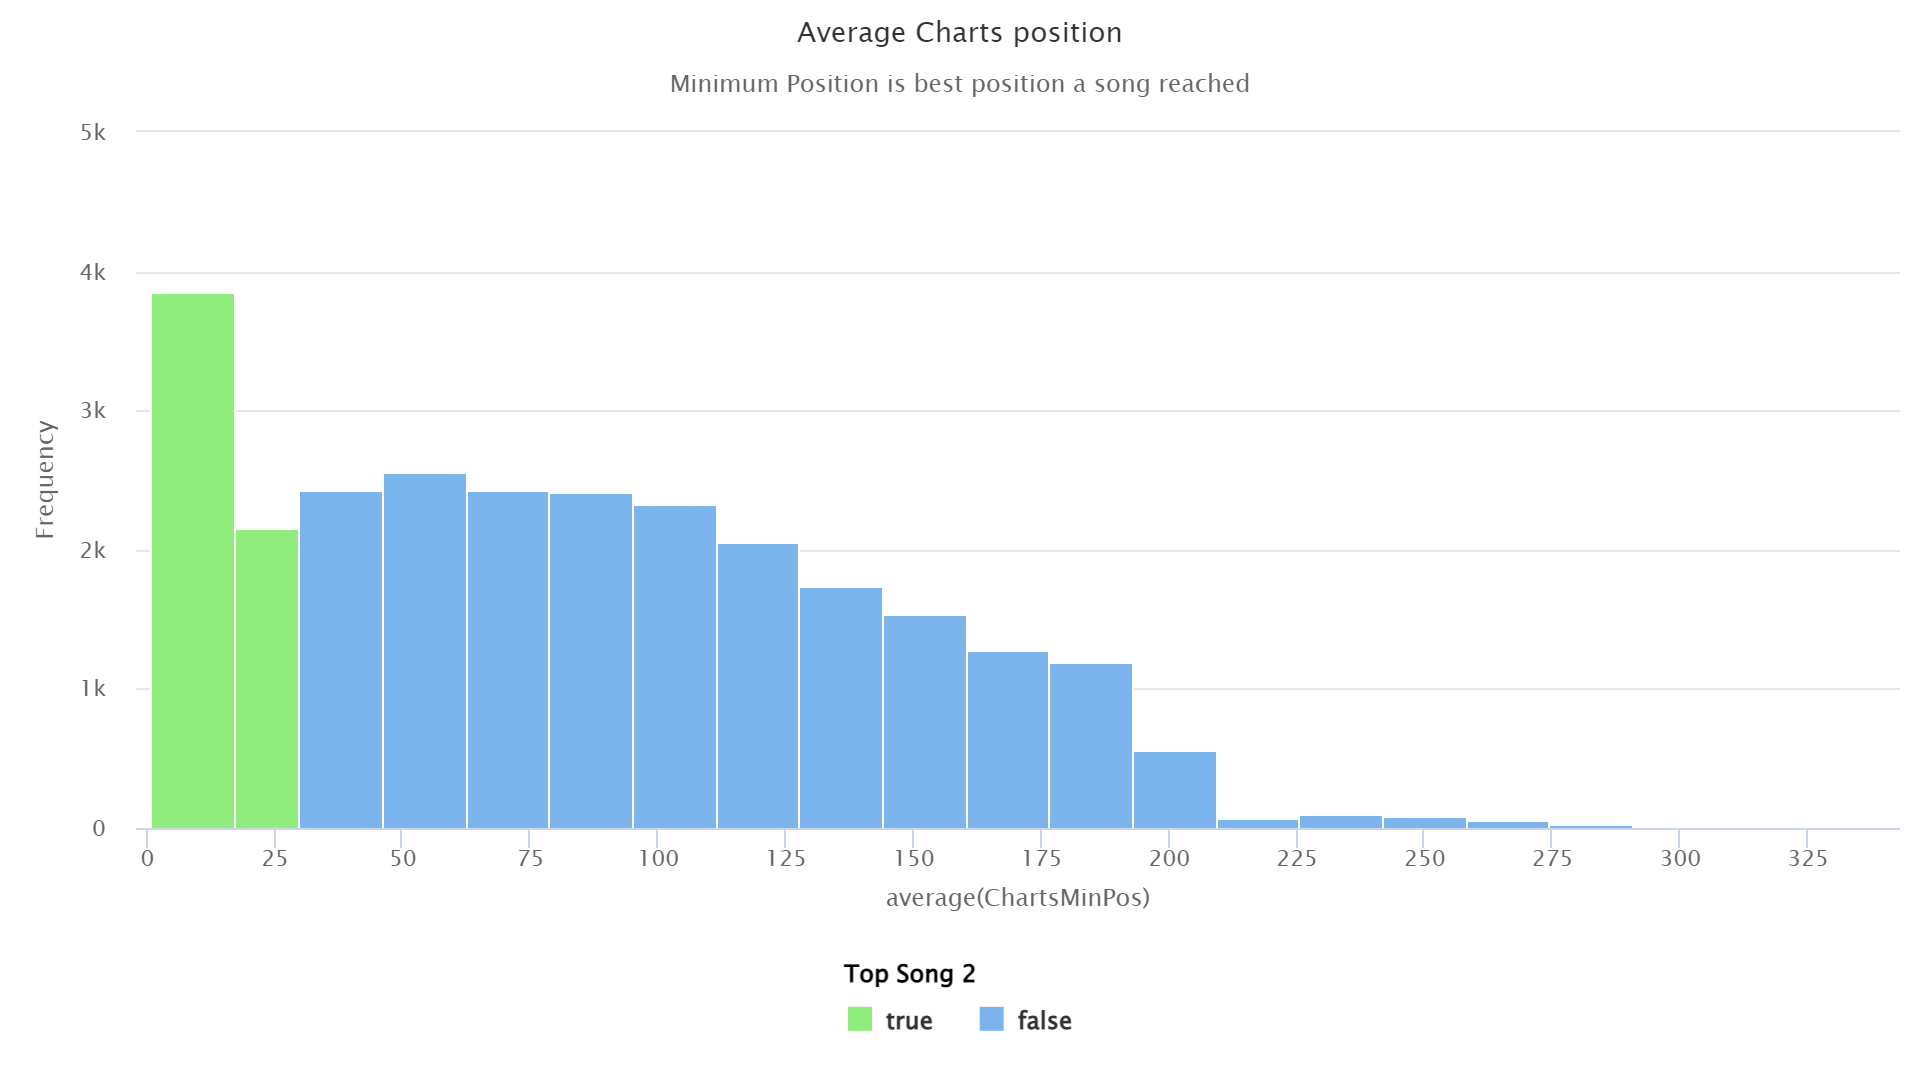 Average Charts position
Minimum Position is best position a song reached
5k
4k
3k
2k
1k
0
Frequency
0 25 50 75 100 125 150 175 200 225 250 275 300 325
average(ChartsMinPos)
Top Song 2
true false